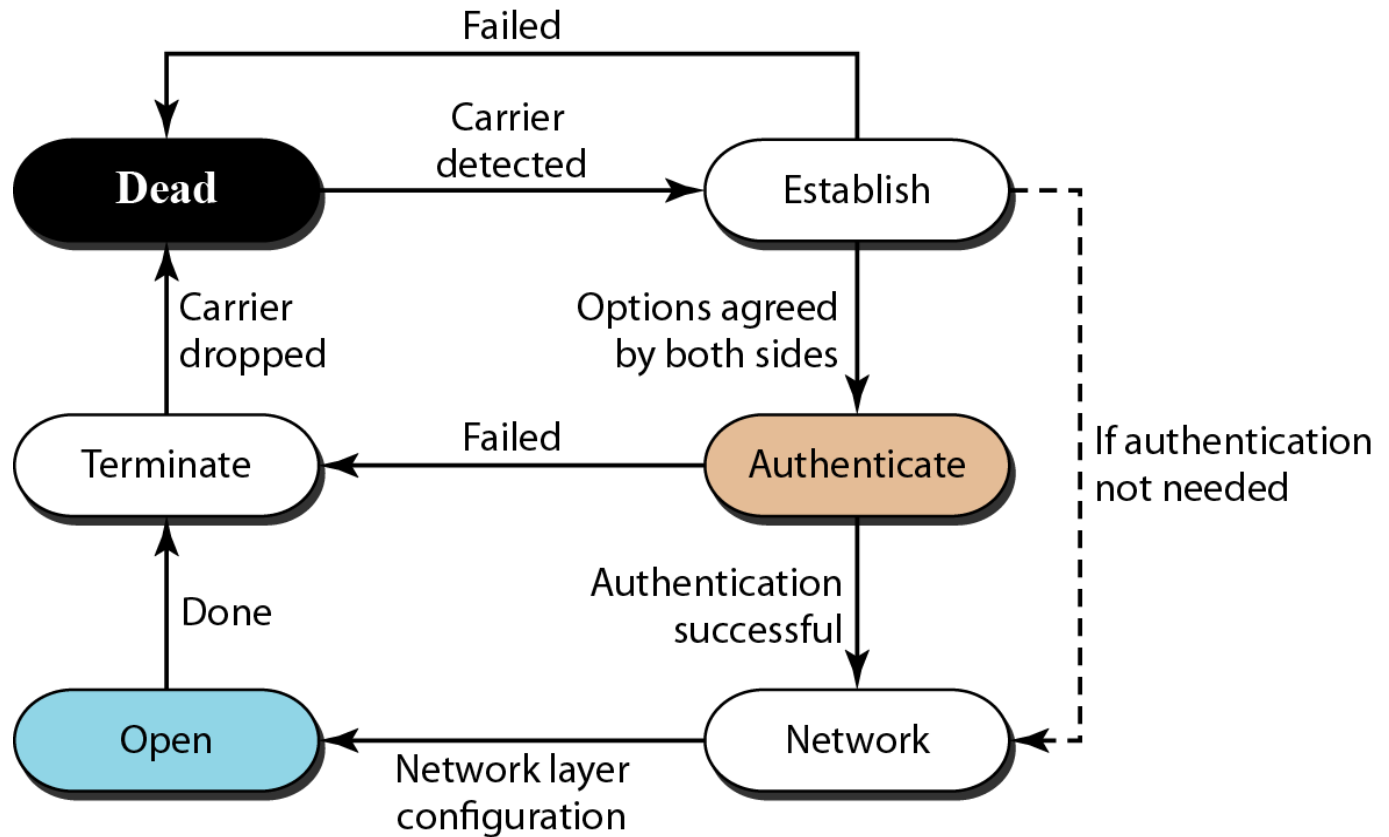 Failed
Carrier
detected
Dead
Establish
Carrier
dropped
Options agreed
by both sides
Terminate
Failed
Authenticate
If authentication
not needed
Done
Authentication
successful
Open
Network
Network layer
configuration